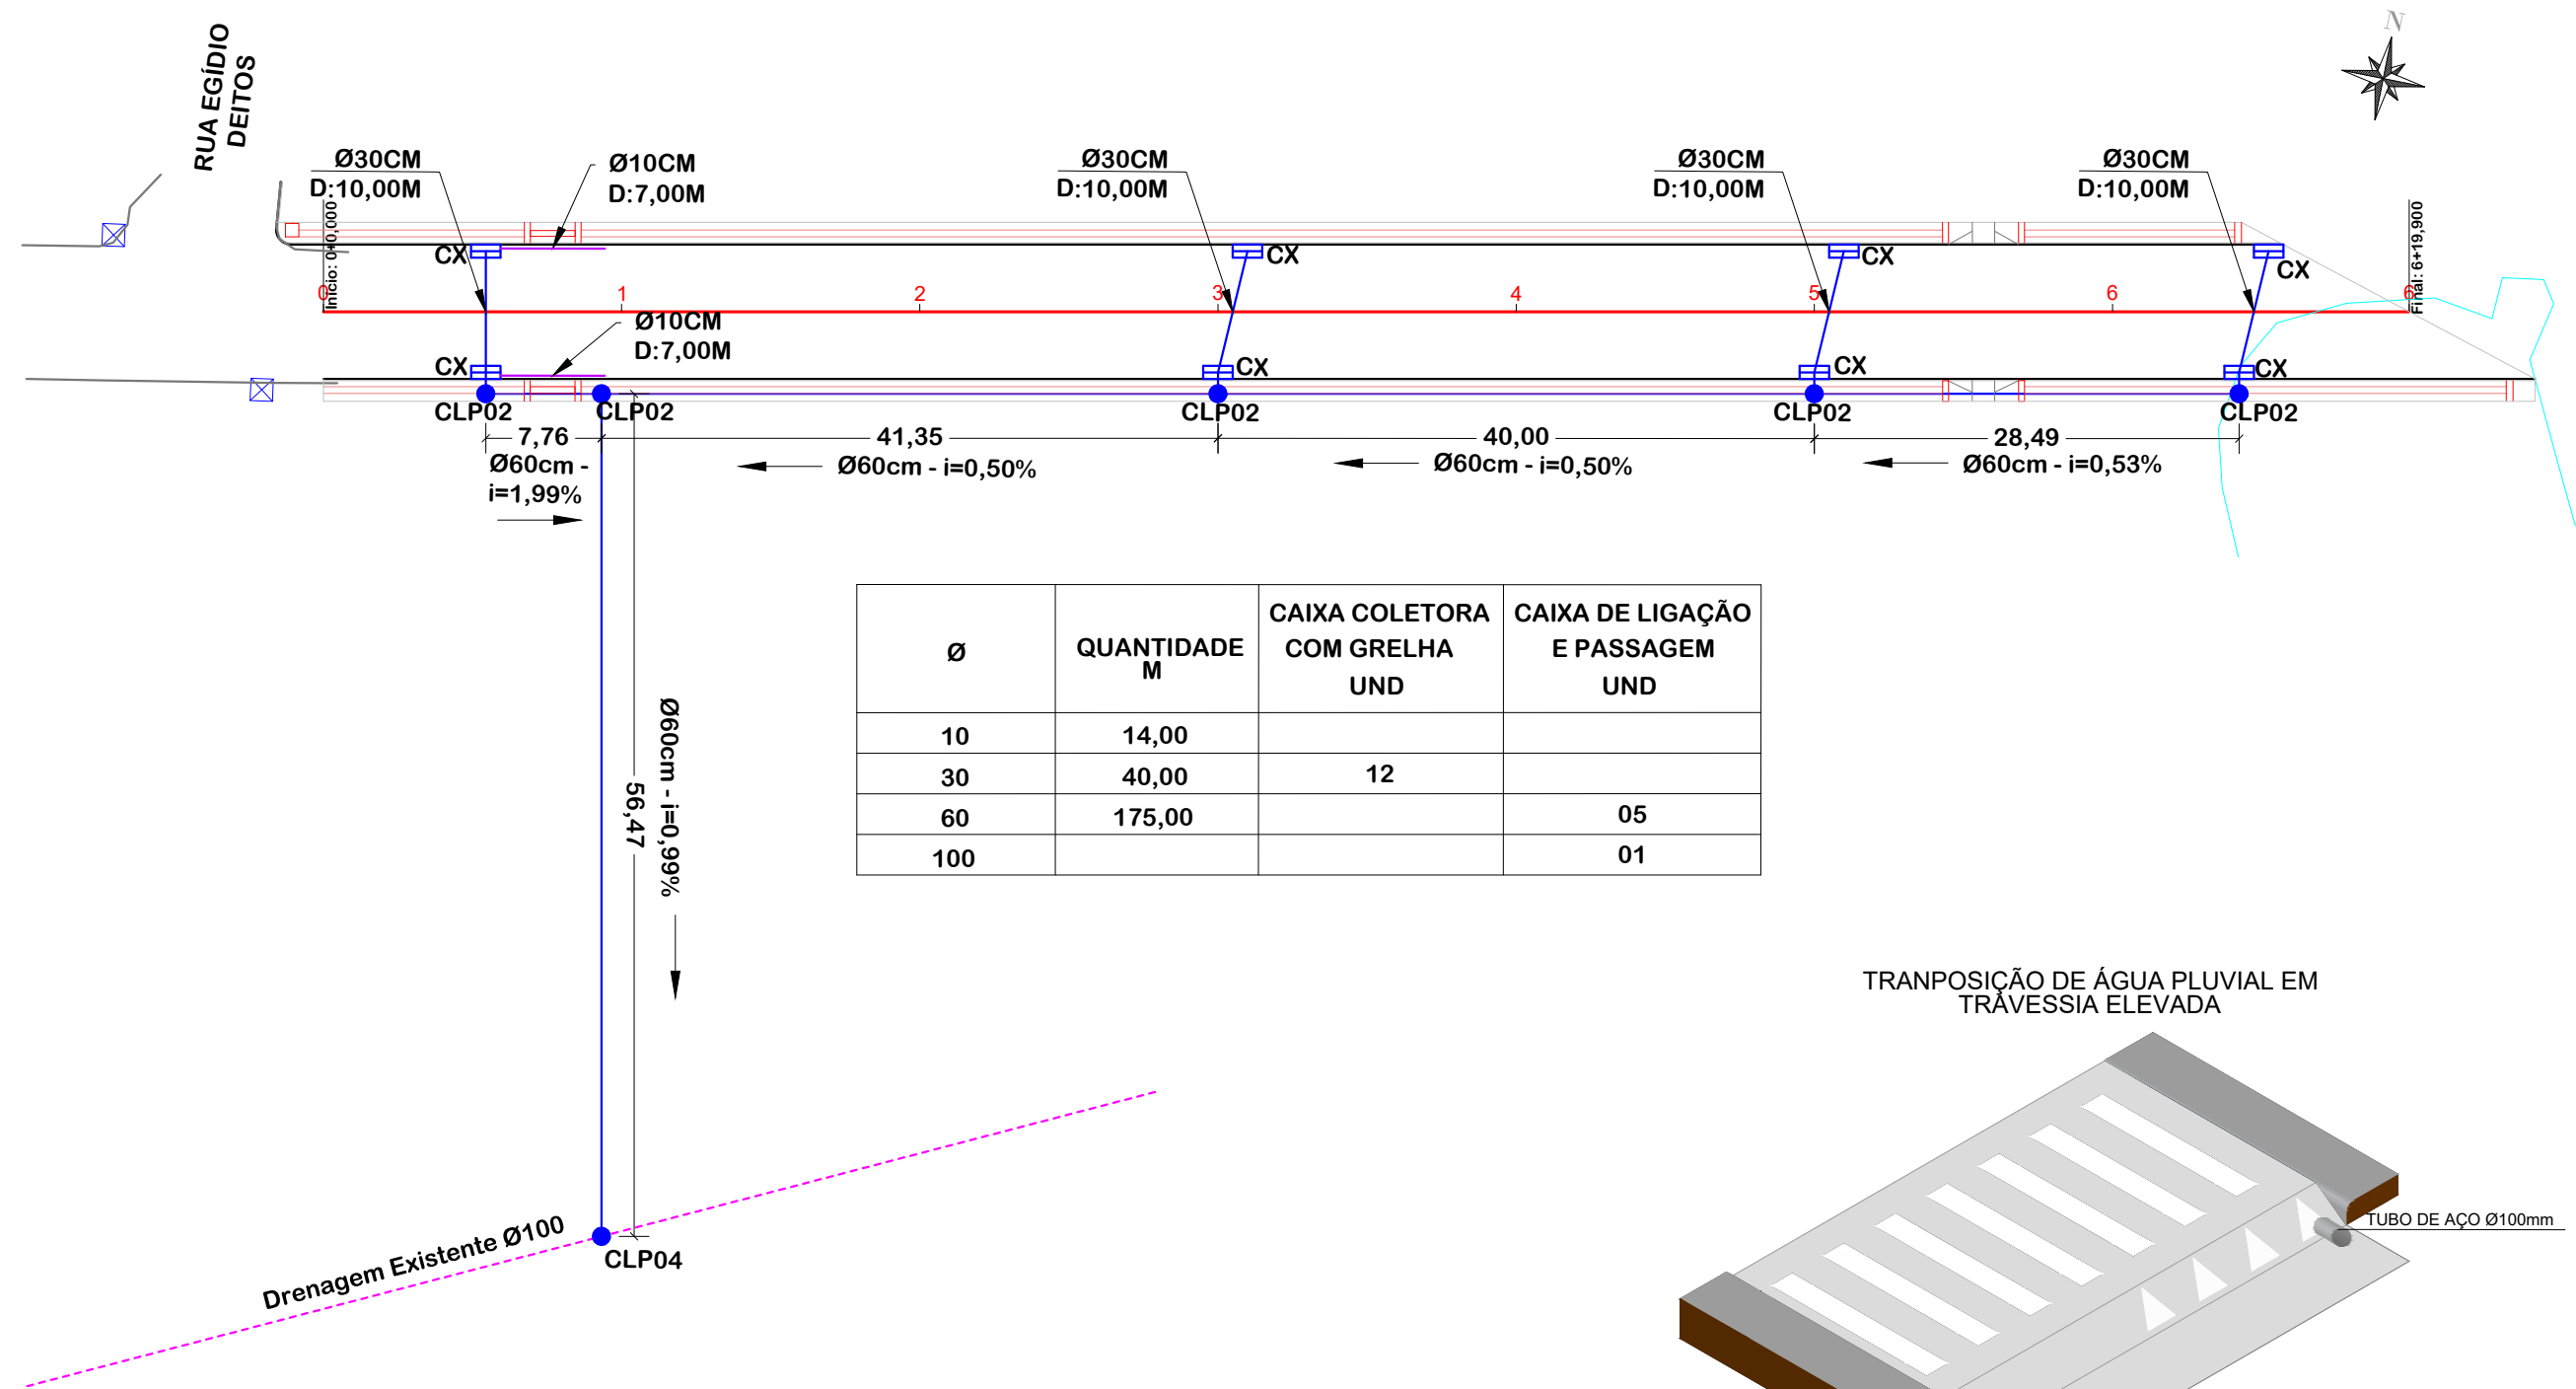 N
RUA EGÍDIO
DEITOS
Ø30CM
D:10,00M
Ø10CM
D:7,00M
Ø30CM
D:10,00M
Ø30CM
D:10,00M
Ø30CM
D:10,00M
Início: 0+0,000
Final: 6+19,900
CX
CX
CX
CX
0
1
2
3
4
5
6
6
Ø10CM
D:7,00M
CX
CX
CX
CX
CLP02
CLP02
CLP02
CLP02
CLP02
7,76
41,35
40,00
28,49
Ø60cm -
i=1,99%
Ø60cm - i=0,50%
Ø60cm - i=0,50%
Ø60cm - i=0,53%
Ø60cm - i=0,99%
56,47
Ø
QUANTIDADE
M
CAIXA COLETORA
COM GRELHA
UND
CAIXA DE LIGAÇÃO
E PASSAGEM
UND
10 14,00
30 40,00 12
60 175,00 05
100 01
Drenagem Existente Ø100
CLP04
TRANPOSIÇÃO DE ÁGUA PLUVIAL EM
TRAVESSIA ELEVADA
TUBO DE AÇO Ø100mm